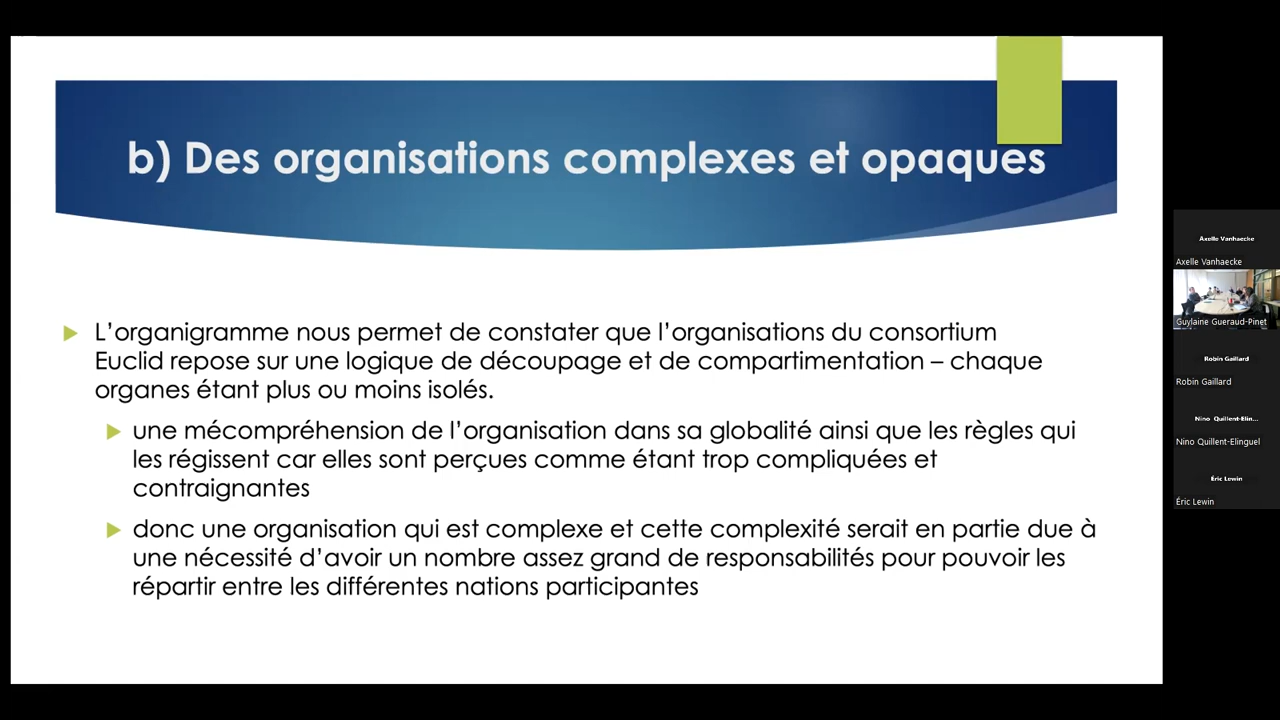 b) Des organisations complexes et opaques
L’organigramme nous permet de constater que l’organisations du consortium
Euclid repose sur une logique de découpage et de compartimentation – chaque
organes étant plus ou moins isolés.
une mécompréhension de l’organisation dans sa globalité ainsi que les règles qui
les régissent car elles sont perçues comme étant trop compliquées et
contraignantes
donc une organisation qui est complexe et cette complexité serait en partie due à
une nécessité d’avoir un nombre assez grand de responsabilités pour pouvoir les
répartir entre les différentes nations participantes
Axelle Vanhaecke
Axelle Vanhaecke
Guylaine Gueraud-Pinet
Robin Gaillard
Robin Gaillard
Nino Quillent-Elin...
Nino Quillent-Elinguel
Éric Lewin
Éric Lewin